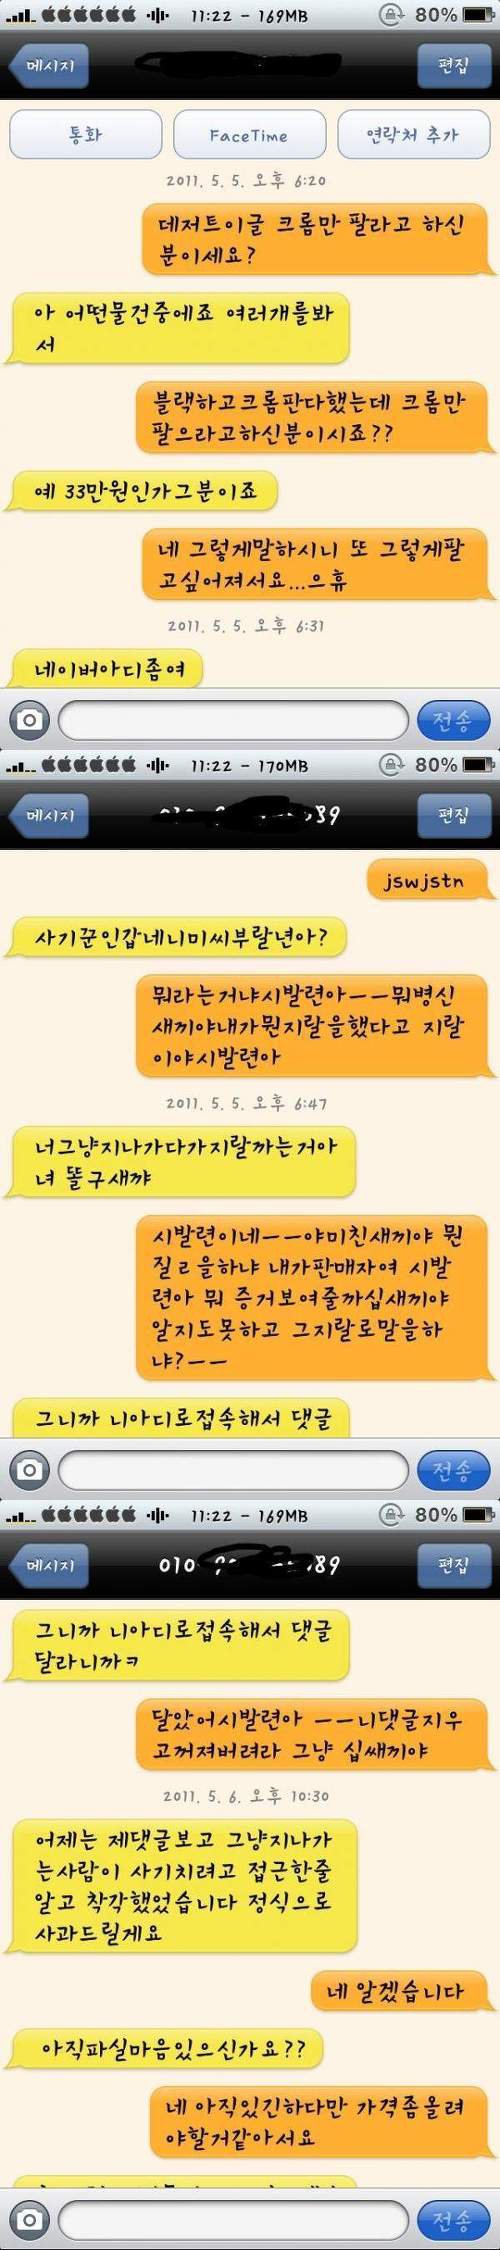 11:22 - 169MB
80%
메시지
편집
통화
FaceTime
연락처 추가
2011. 5. 5. 오후 6:20
데저트이글 크롬만 팔라고 하신
분이세요?
아 어떤물건중에죠 여러개를봐
서
블랙하고크롬판다했는데 크롬만
팔으라고하신분이시죠??
예 33만원인가그분이죠
네 그렇게말하시니 또 그렇게팔
고싶어져서요...으휴
2011. 5. 5. 오후 6:31
네이버아디좀여
전송
11:22 - 170MB
80%
메시지
39
편집
jswjstn
사기꾼인갑네니미씨부랄년아?
뭐라는거냐시발련아ㅡㅡ뭐병신
새끼야내가뭔지랄을했다고 지랄
이야시발련아
2011. 5. 5. 오후 6:47
너그냥지나가다가지랄까는거아
녀 똘구새꺄
시발련이네ㅡㅡ야미친새끼야 뭔
질ㄹ을하냐 내가판매자여 시발
련아 뭐 증거보여줄까십새끼야
알지도못하고 그지랄로말을하
냐?ㅡㅡ
그니까 니아디로접속해서 댓글
전송
11:22 - 169MB
80%
메시지
010 89
편집
그니까 니아디로접속해서 댓글
달라니까ㅋ
달았어시발련아 ㅡㅡ니댓글지우
고꺼져버려라 그냥 십쌔끼야
2011. 5. 6. 오후 10:30
어제는 제댓글보고 그냥지나가
는사람이 사기치려고 접근한줄
알고 착각했었습니다 정식으로
사과드릴게요
네 알겠습니다
아직파실마음있으신가요??
네 아직있긴하다만 가격좀올려
야할거같아서요
전송